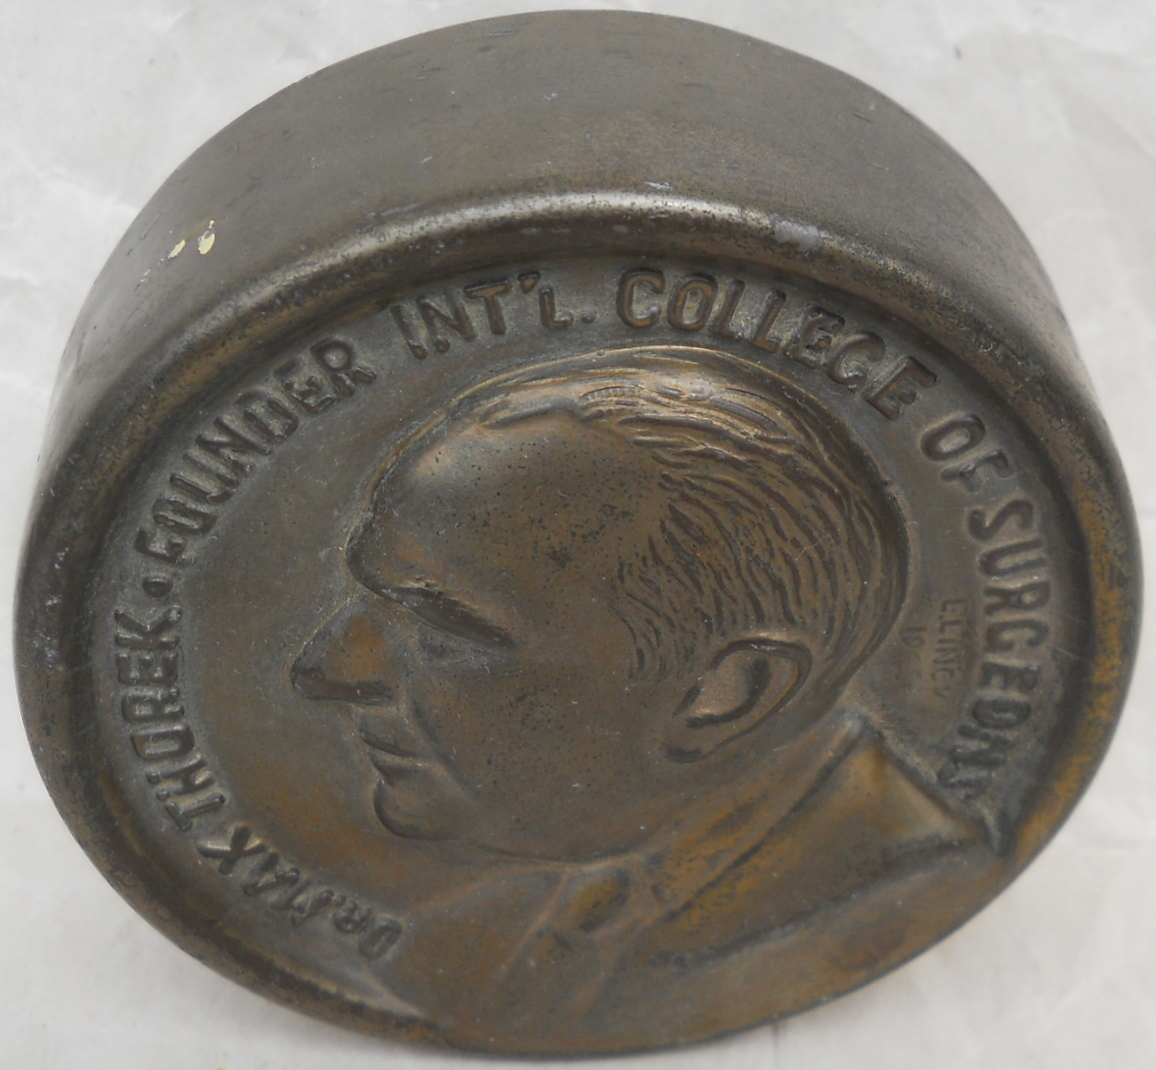 DR. MAX THOREK · FOUNDER INT'L. COLLEGE OF SURGEONS